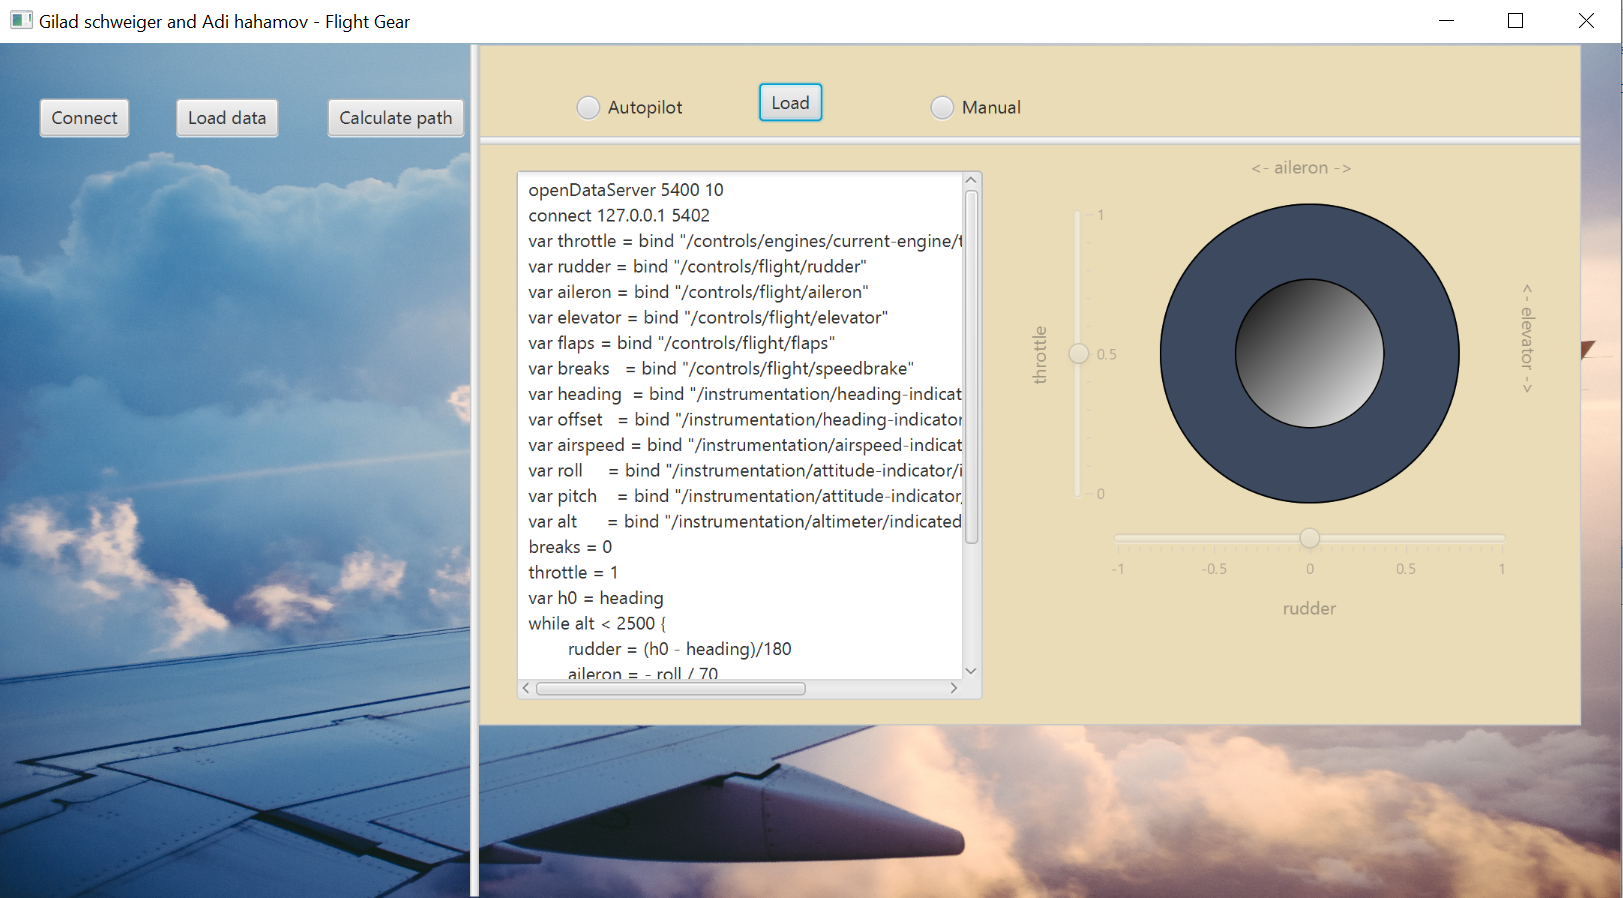 Gilad schweiger and Adi hahamov - Flight Gear
Connect
Load data
Calculate path
Autopilot
Load
Manual
openDataServer 5400 10
connect 127.0.0.1 5402
var throttle = bind "/controls/engines/current-engine/t
var rudder = bind "/controls/flight/rudder"
var aileron = bind "/controls/flight/aileron"
var elevator = bind "/controls/flight/elevator"
var flaps = bind "/controls/flight/flaps"
var breaks   = bind "/controls/flight/speedbrake"
var heading  = bind "/instrumentation/heading-indicat
var offset   = bind "/instrumentation/heading-indicator
var airspeed = bind "/instrumentation/airspeed-indicat
var roll     = bind "/instrumentation/attitude-indicator/i
var pitch    = bind "/instrumentation/attitude-indicator/
var alt      = bind "/instrumentation/altimeter/indicated
breaks = 0
throttle = 1
var h0 = heading
while alt < 2500 {
rudder = (h0 - heading)/180
aileron = - roll / 70
<- aileron ->
throttle
1
0.5
0
<- elevator ->
-1 -0.5 0 0.5 1
rudder